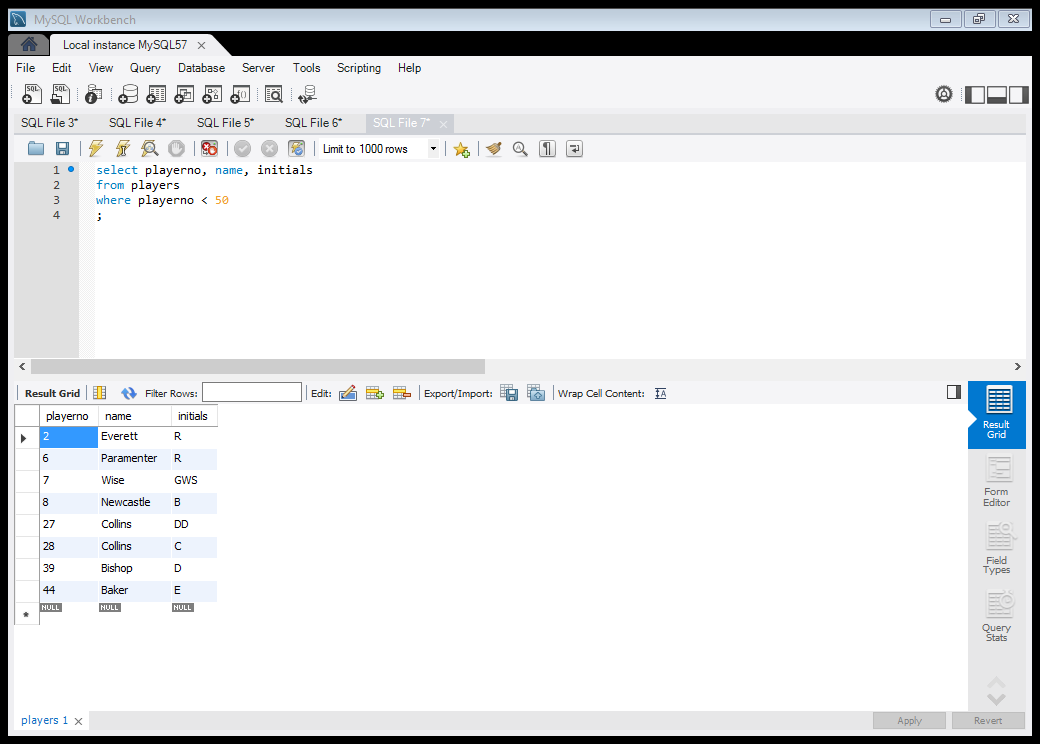 MySQL Workbench
Local instance MySQL57
File Edit View Query Database Server Tools Scripting Help
SQL File 3* SQL File 4* SQL File 5* SQL File 6* SQL File 7*
Limit to 1000 rows
1 select playerno, name, initials
2 from players
3 where playerno < 50
4 ;
Result Grid Filter Rows: Edit: Export/Import: Wrap Cell Content:
playerno name initials
2 Everett R
6 Paramenter R
7 Wise GWS
8 Newcastle B
27 Collins DD
28 Collins C
39 Bishop D
44 Baker E
NULL NULL NULL
Result
Grid
Form
Editor
Field
Types
Query
Stats
players 1 Apply Revert